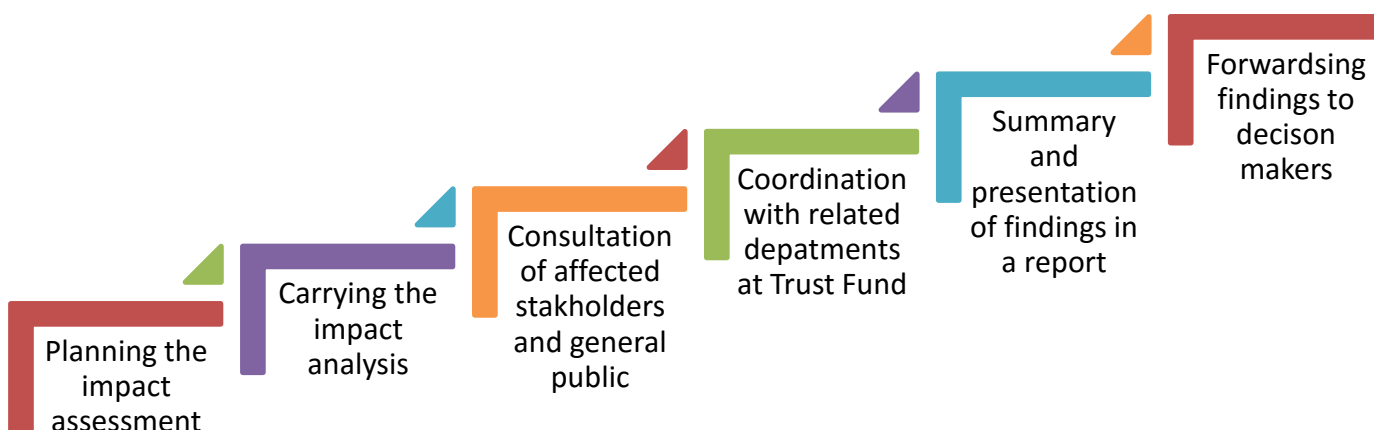 Planning the
impact
assessment
Carrying the
impact
analysis
Consultation
of affected
stakholders
and general
public
Coordination
with related
depatments
at Trust Fund
Summary
and
presentation
of findings in
a report
Forwardsing
findings to
decison
makers